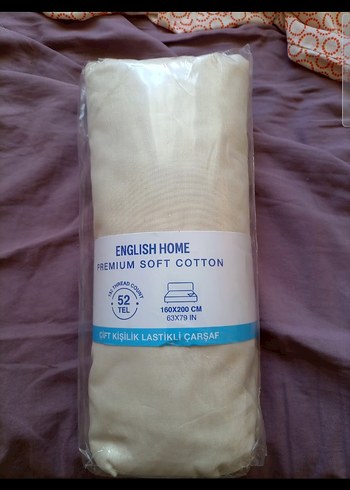 ENGLISH HOME
PREMIUM SOFT COTTON
THREAD COUNT
52
TEL
160X200 CM
63X79 IN
ÇİFT KİŞİLİK LASTİKLİ ÇARŞAF